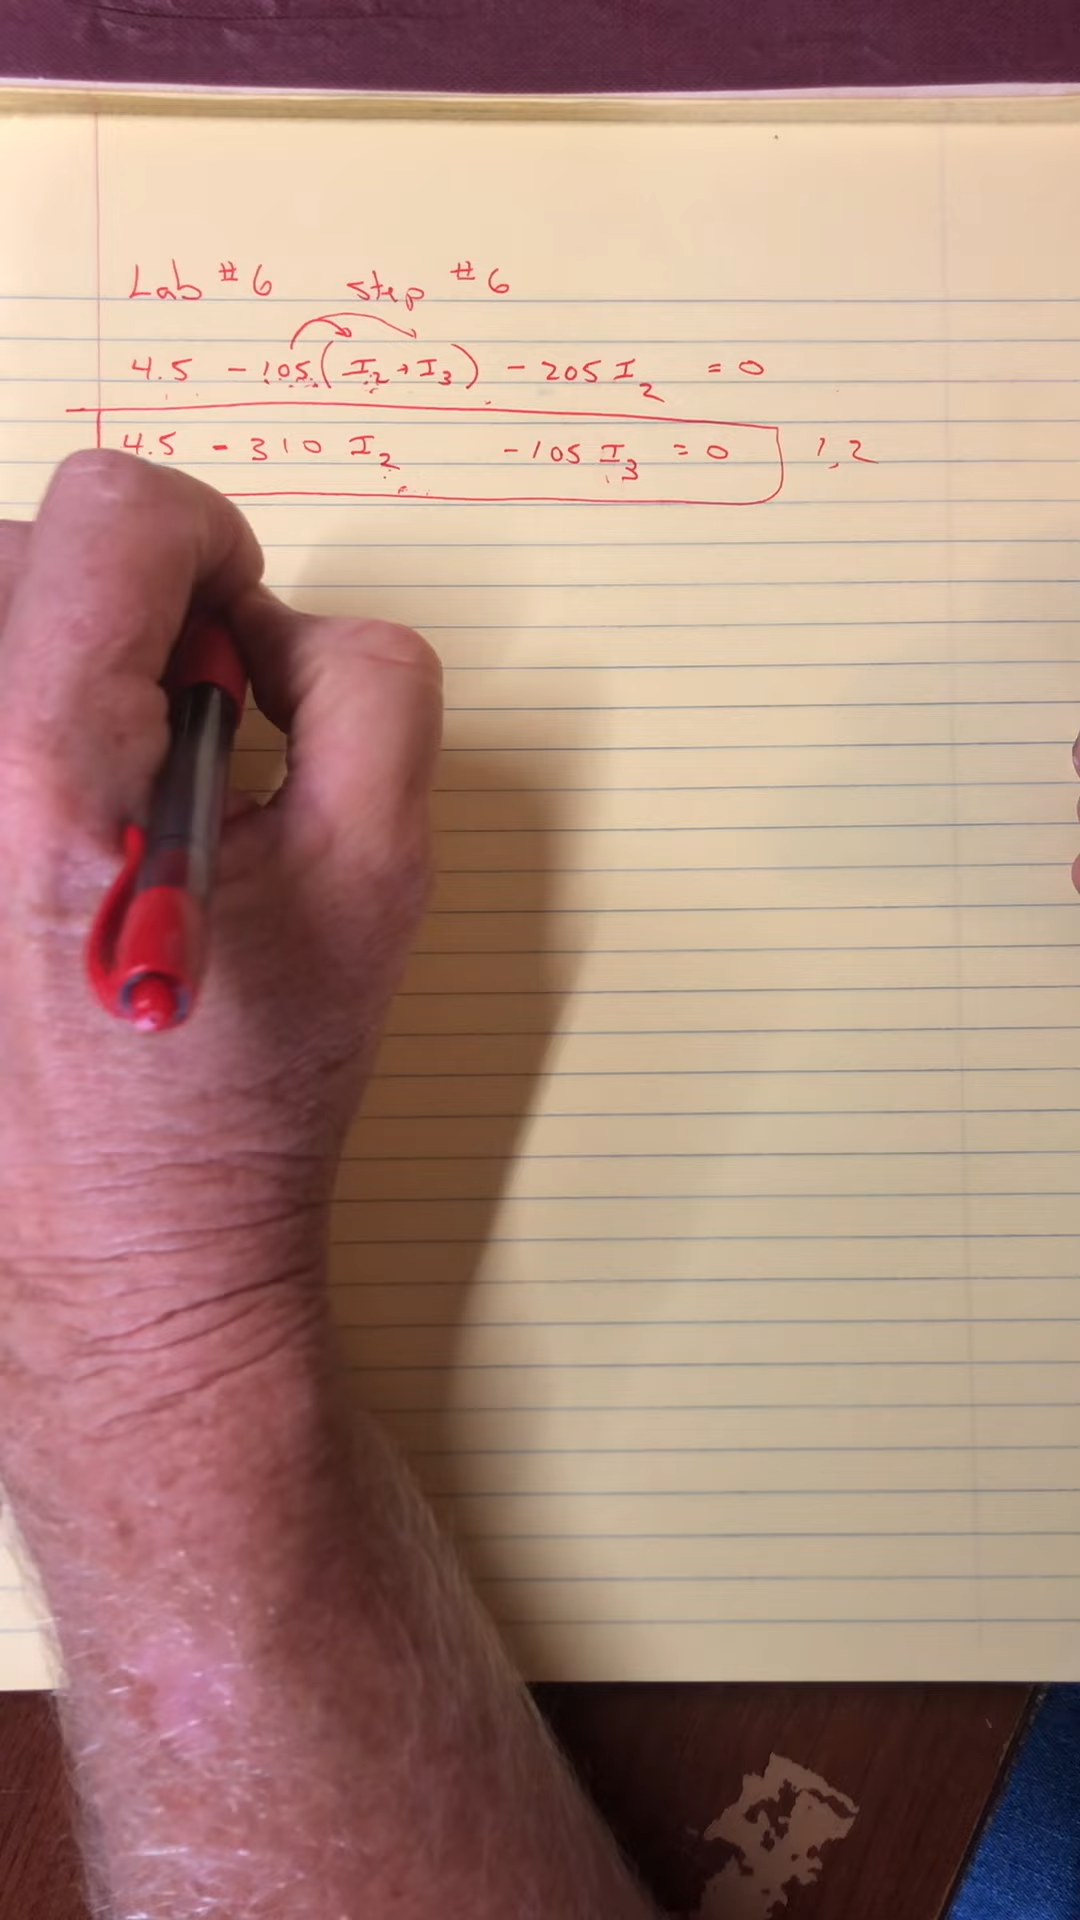 Lab #6 step #6
4.5 - 105(I₂ + I₃) - 205 I₂ = 0
4.5 - 310 I₂ - 105 I₃ = 0 1,2